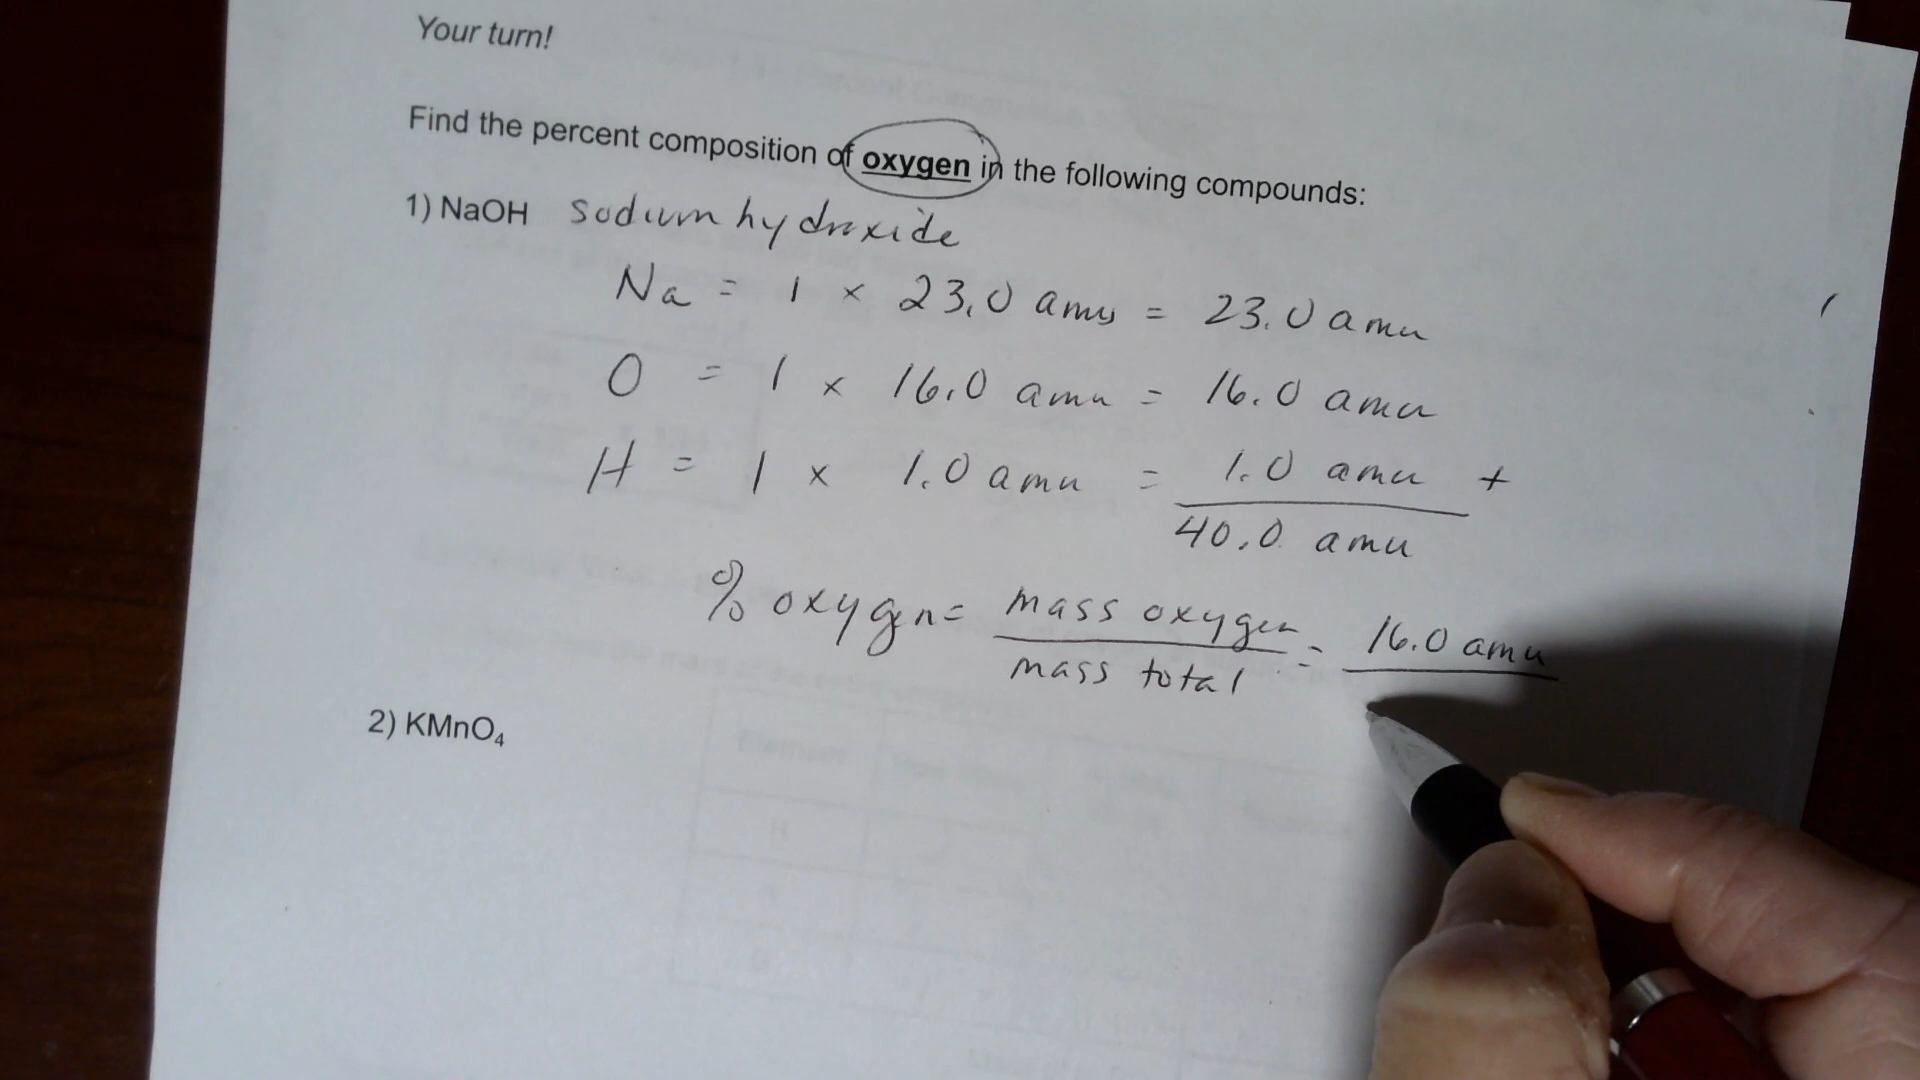 Your turn!
Find the percent composition of oxygen in the following compounds:
1) NaOH sodium hydroxide
Na = 1 × 23.0 amu = 23.0 amu
O = 1 × 16.0 amu = 16.0 amu
H = 1 × 1.0 amu = 1.0 amu +
40.0 amu
% oxygen = mass oxygen / mass total = 16.0 amu
2) KMnO₄